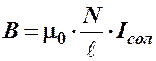 B = μ₀ · N/ℓ · Iсол